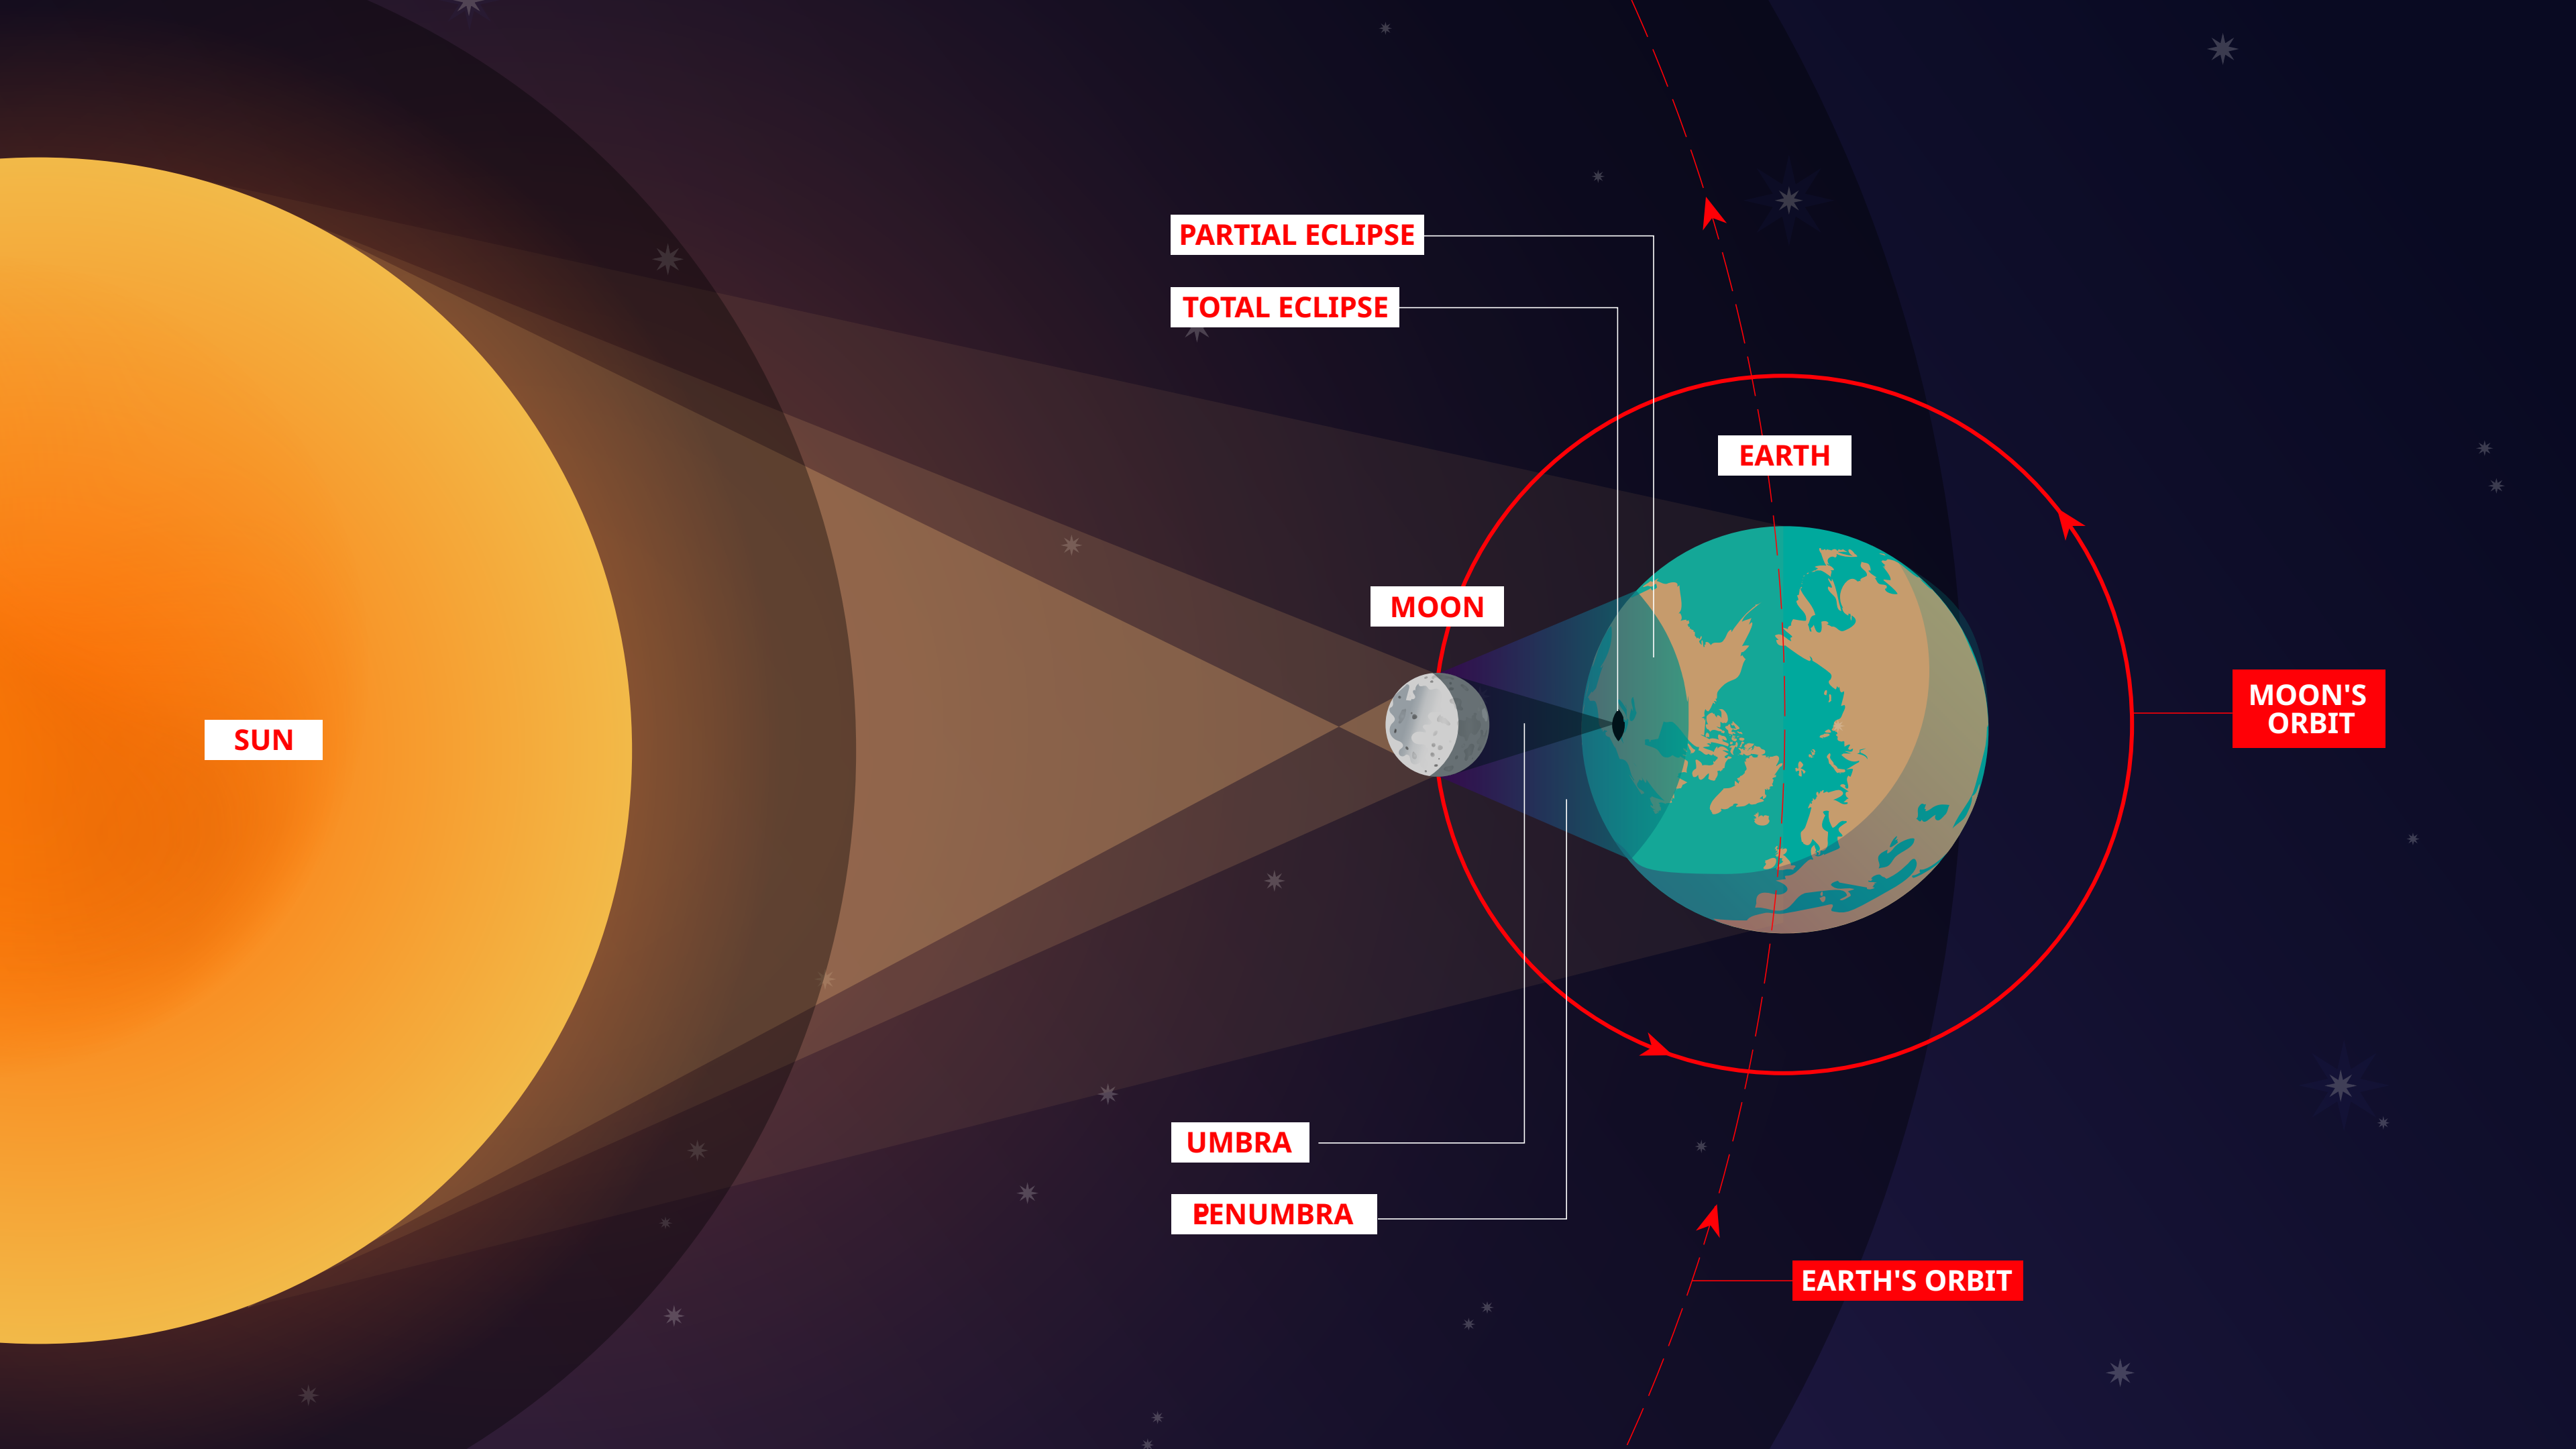 PARTIAL ECLIPSE
TOTAL ECLIPSE
EARTH
MOON
MOON'S
ORBIT
SUN
UMBRA
PENUMBRA
EARTH'S ORBIT